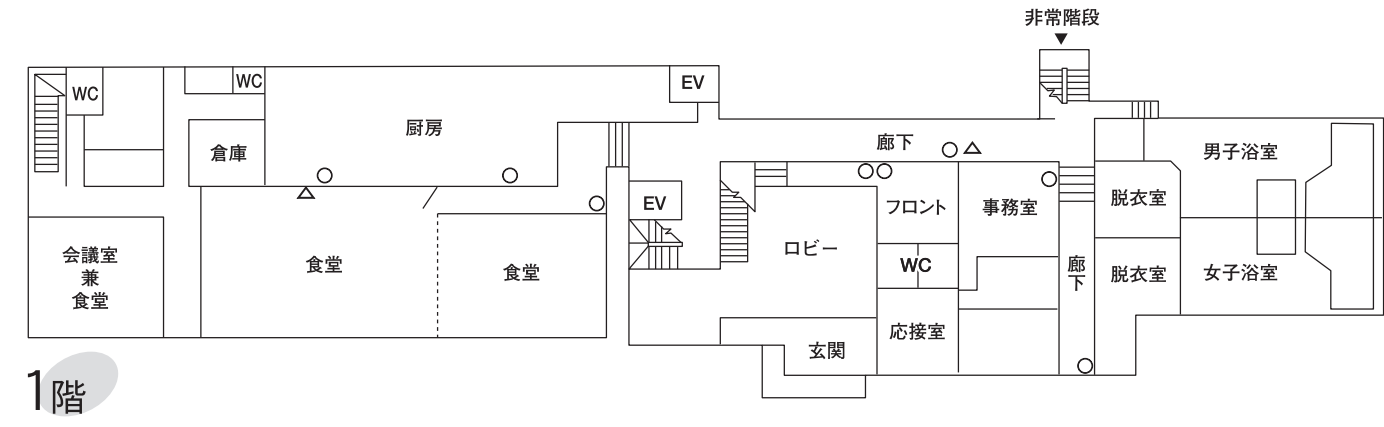 非常階段
▼
EV
WC
WC
厨房
倉庫
廊下
男子浴室
脱衣室
EV
フロント
事務室
ロビー
会議室
兼
食堂
食堂
食堂
WC
廊
下
脱衣室
女子浴室
応接室
玄関
1階